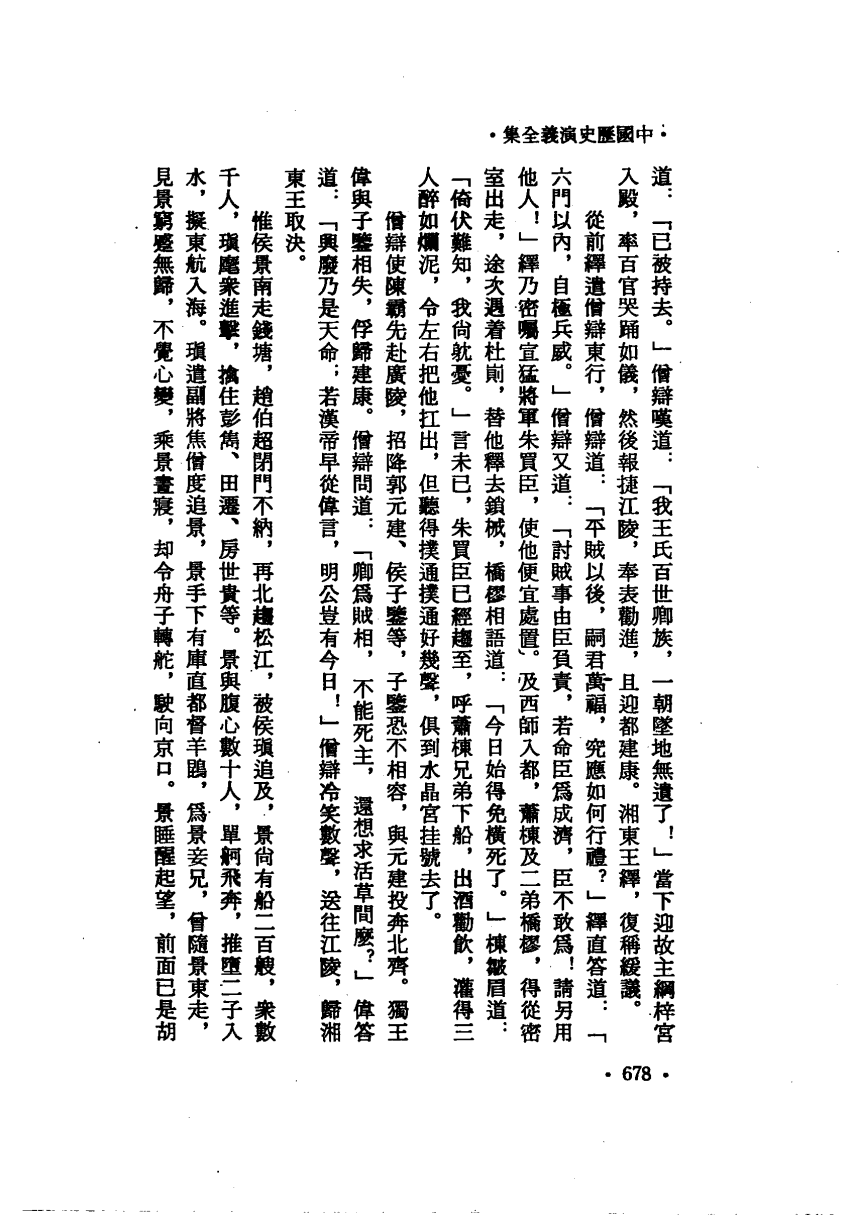 •中國歷史演義全集•
道：「已被持去。」僧辯嘆道：「我王氏百世卿族，一朝墜地無遺了！」當下迎故主綱梓宮
入殿，率百官哭踊如儀，然後報捷江陵，奉表勸進，且迎都建康。湘東王繹，復稱緩議。
從前繹遣僧辯東行，僧辯道：「平賊以後，嗣君萬福，究應如何行禮？」繹直答道：「
六門以內，自極兵威。」僧辯又道：「討賊事由臣負責，若命臣爲成濟，臣不敢爲！請另用
他人！」繹乃密囑宣猛將軍朱買臣，使他便宜處置。及西師入都，蕭棟及二弟橋樛，得從密
室出走，途次遇着杜崱，替他釋去鎖械，橋樛相語道：「今日始得免橫死了。」棟皺眉道：
「倚伏難知，我尚躭憂。」言未已，朱買臣已經趨至，呼蕭棟兄弟下船，出酒勸飲，灌得三
人醉如爛泥，令左右把他扛出，但聽得撲通撲通好幾聲，俱到水晶宮挂號去了。
僧辯使陳霸先赴廣陵，招降郭元建、侯子鑒等，子鑒恐不相容，與元建投奔北齊。獨王
偉與子鑒相失，俘歸建康。僧辯問道：「卿爲賊相，不能死主，還想求活草間麼？」偉答
道：「興廢乃是天命；若漢帝早從偉言，明公豈有今日！」僧辯冷笑數聲，送往江陵，歸湘
東王取決。
惟侯景南走錢塘，趙伯超閉門不納，再北趨松江，被侯瑱追及，景尚有船二百艘，衆數
千人，瑱麾衆進擊，擒住彭雋、田遷、房世貴等。景與腹心數十人，單舸飛奔，推墮二子入
水，擬東航入海。瑱遣副將焦僧度追景，景手下有庫直都督羊鵾，爲景妾兄，曾隨景東走，
見景窮蹙無歸，不覺心變，乘景晝寢，却令舟子轉舵，駛向京口。景睡醒起望，前面已是胡
•678•